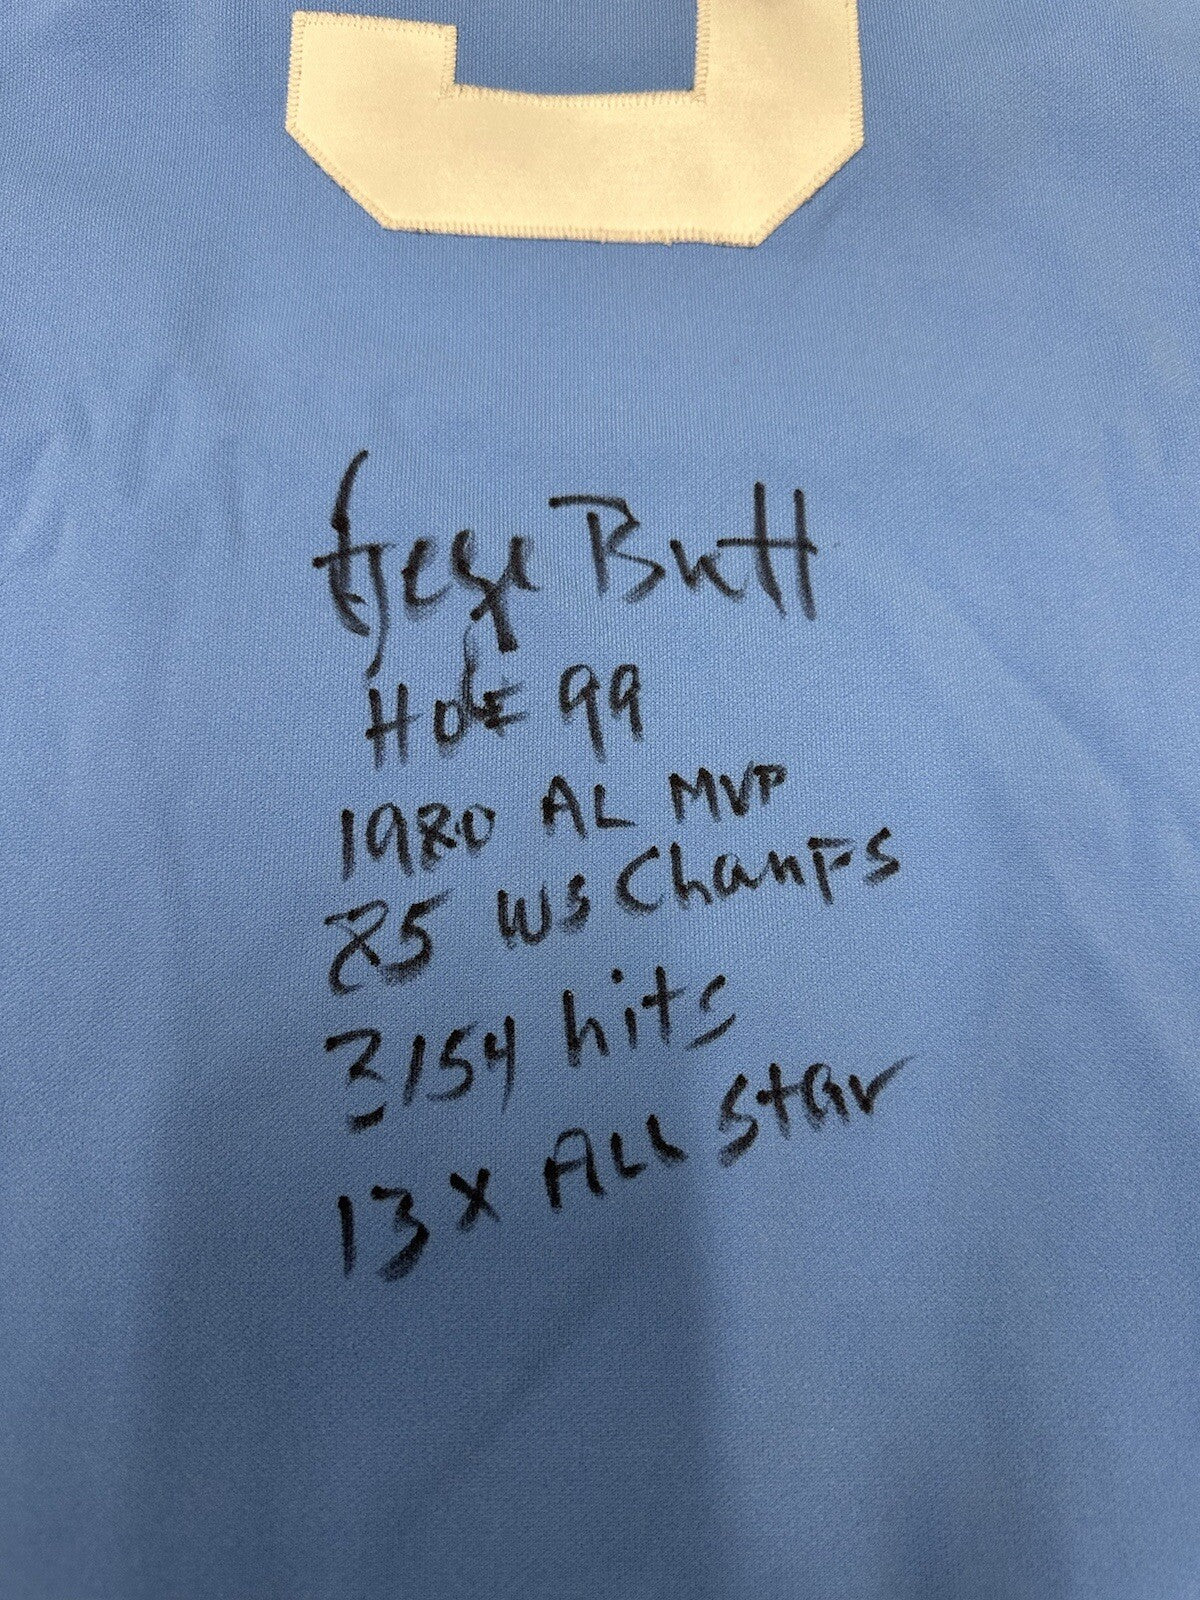 George Brett
HOF 99
1980 AL MVP
85 WS Champs
3154 hits
13 x All Star